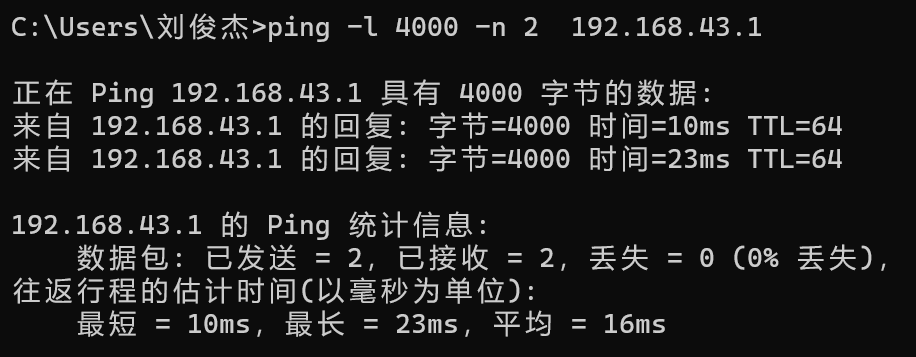 C:\Users\刘俊杰>ping -l 4000 -n 2  192.168.43.1
正在 Ping 192.168.43.1 具有 4000 字节的数据:
来自 192.168.43.1 的回复: 字节=4000 时间=10ms TTL=64
来自 192.168.43.1 的回复: 字节=4000 时间=23ms TTL=64
192.168.43.1 的 Ping 统计信息:
    数据包: 已发送 = 2, 已接收 = 2, 丢失 = 0 (0% 丢失),
往返行程的估计时间(以毫秒为单位):
    最短 = 10ms, 最长 = 23ms, 平均 = 16ms